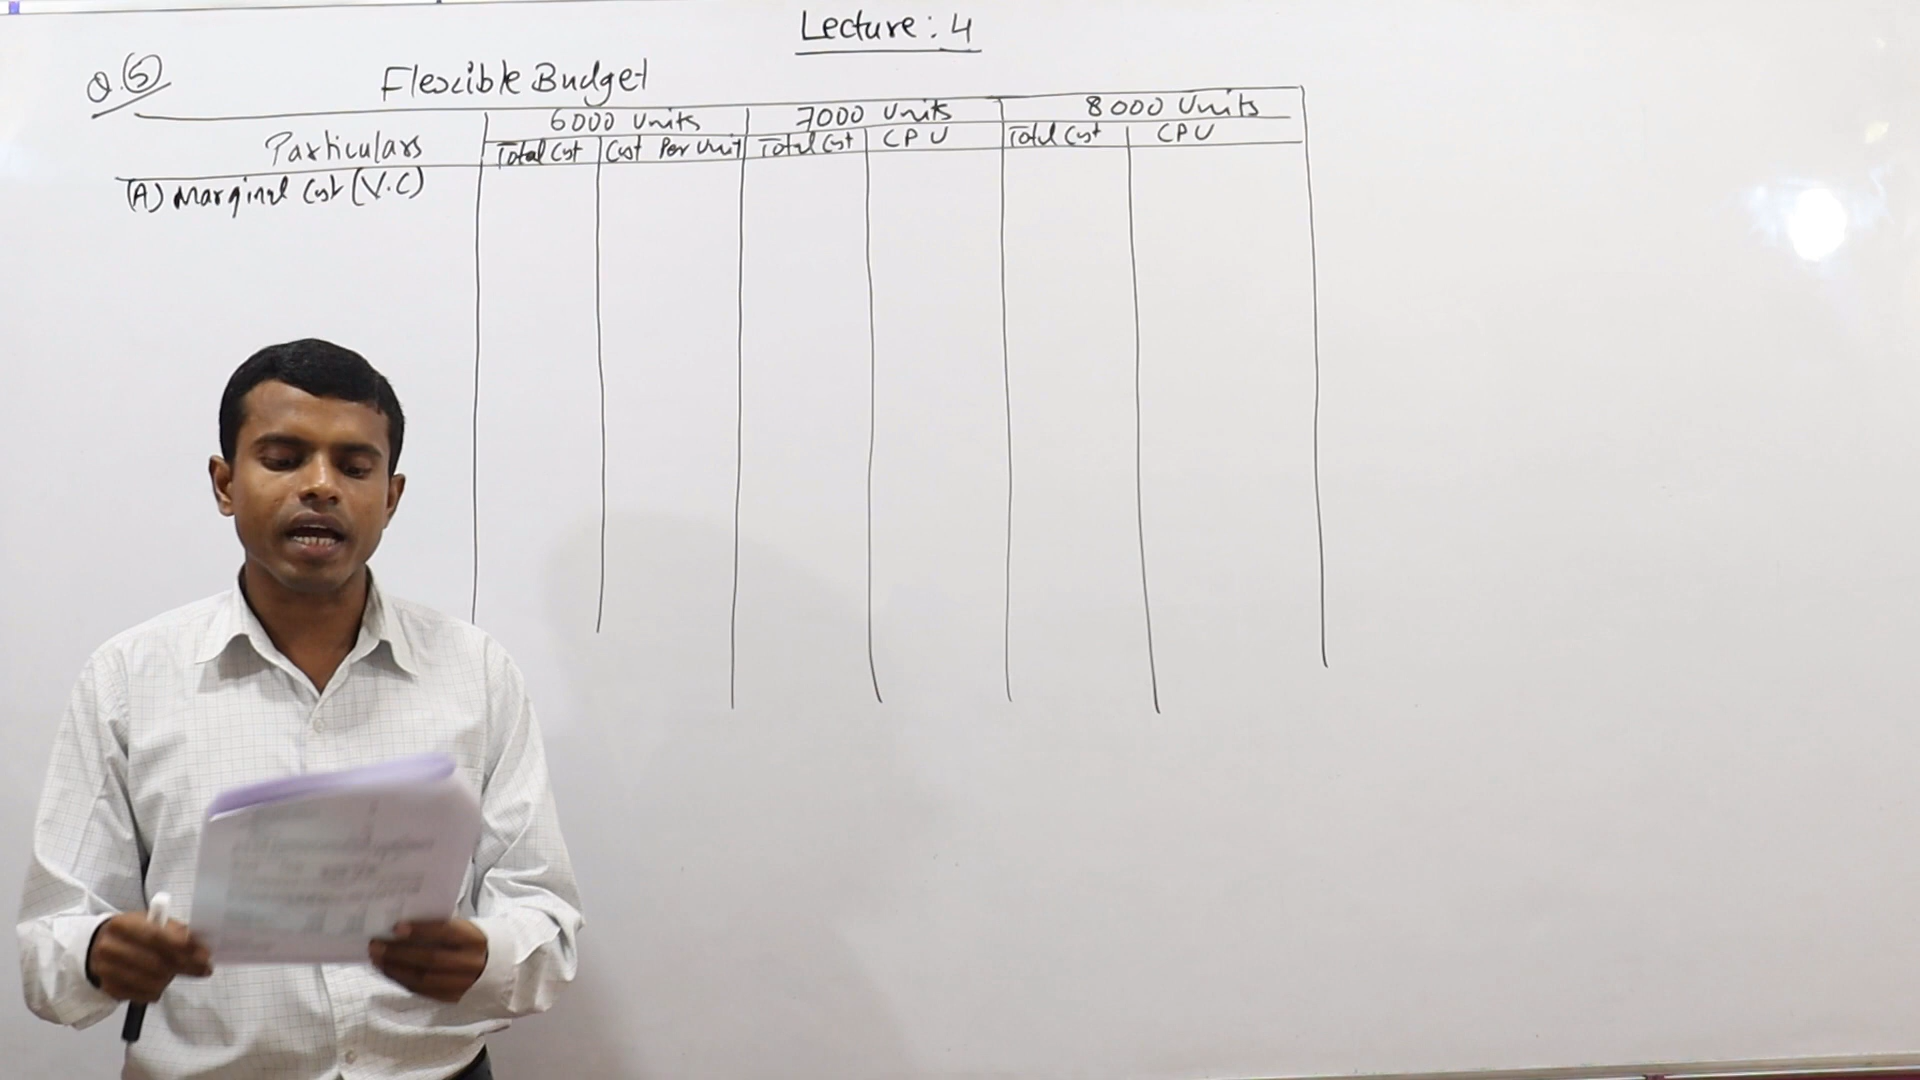 Lecture: 4
Q.(5)
Flexible Budget
Particulars
6000 Units
7000 Units
8000 Units
Total Cost
Cost Per Unit
Total Cost
CPU
Total Cost
CPU
(A) Marginal Cost (V.C)